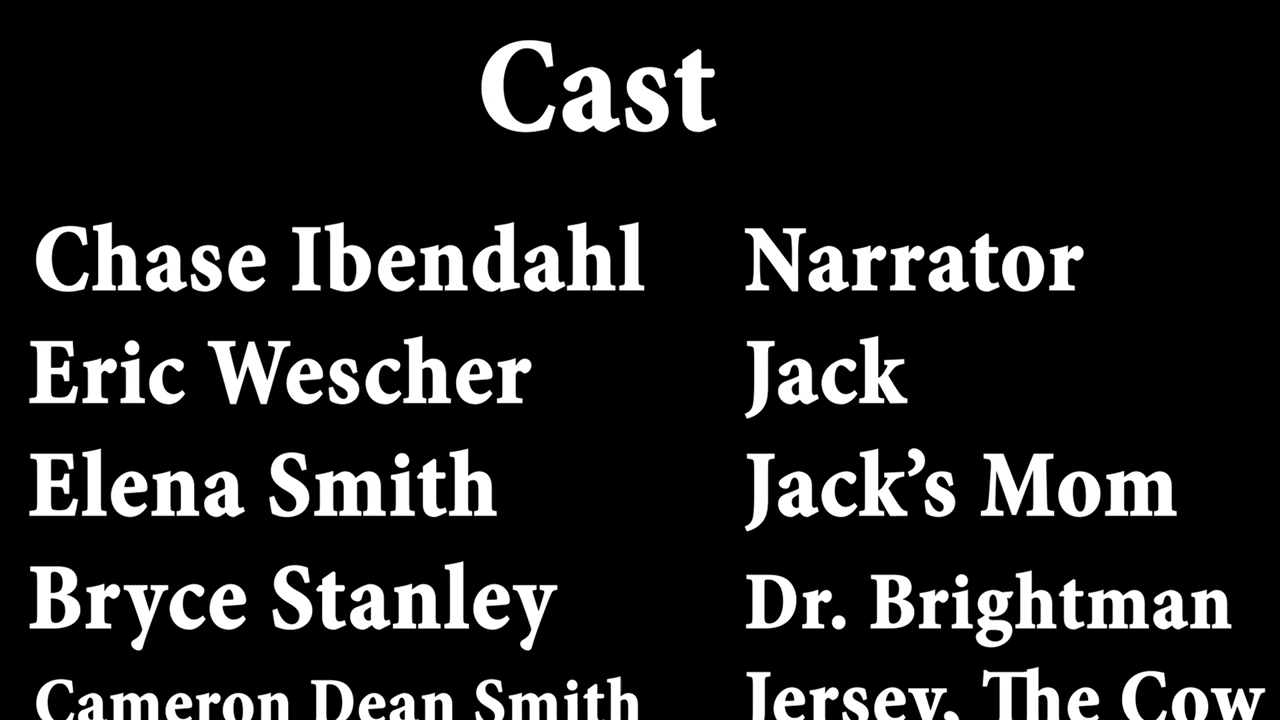 Cast
Chase Ibendahl Narrator
Eric Wescher Jack
Elena Smith Jack’s Mom
Bryce Stanley Dr. Brightman
Cameron Dean Smith Jersey, The Cow